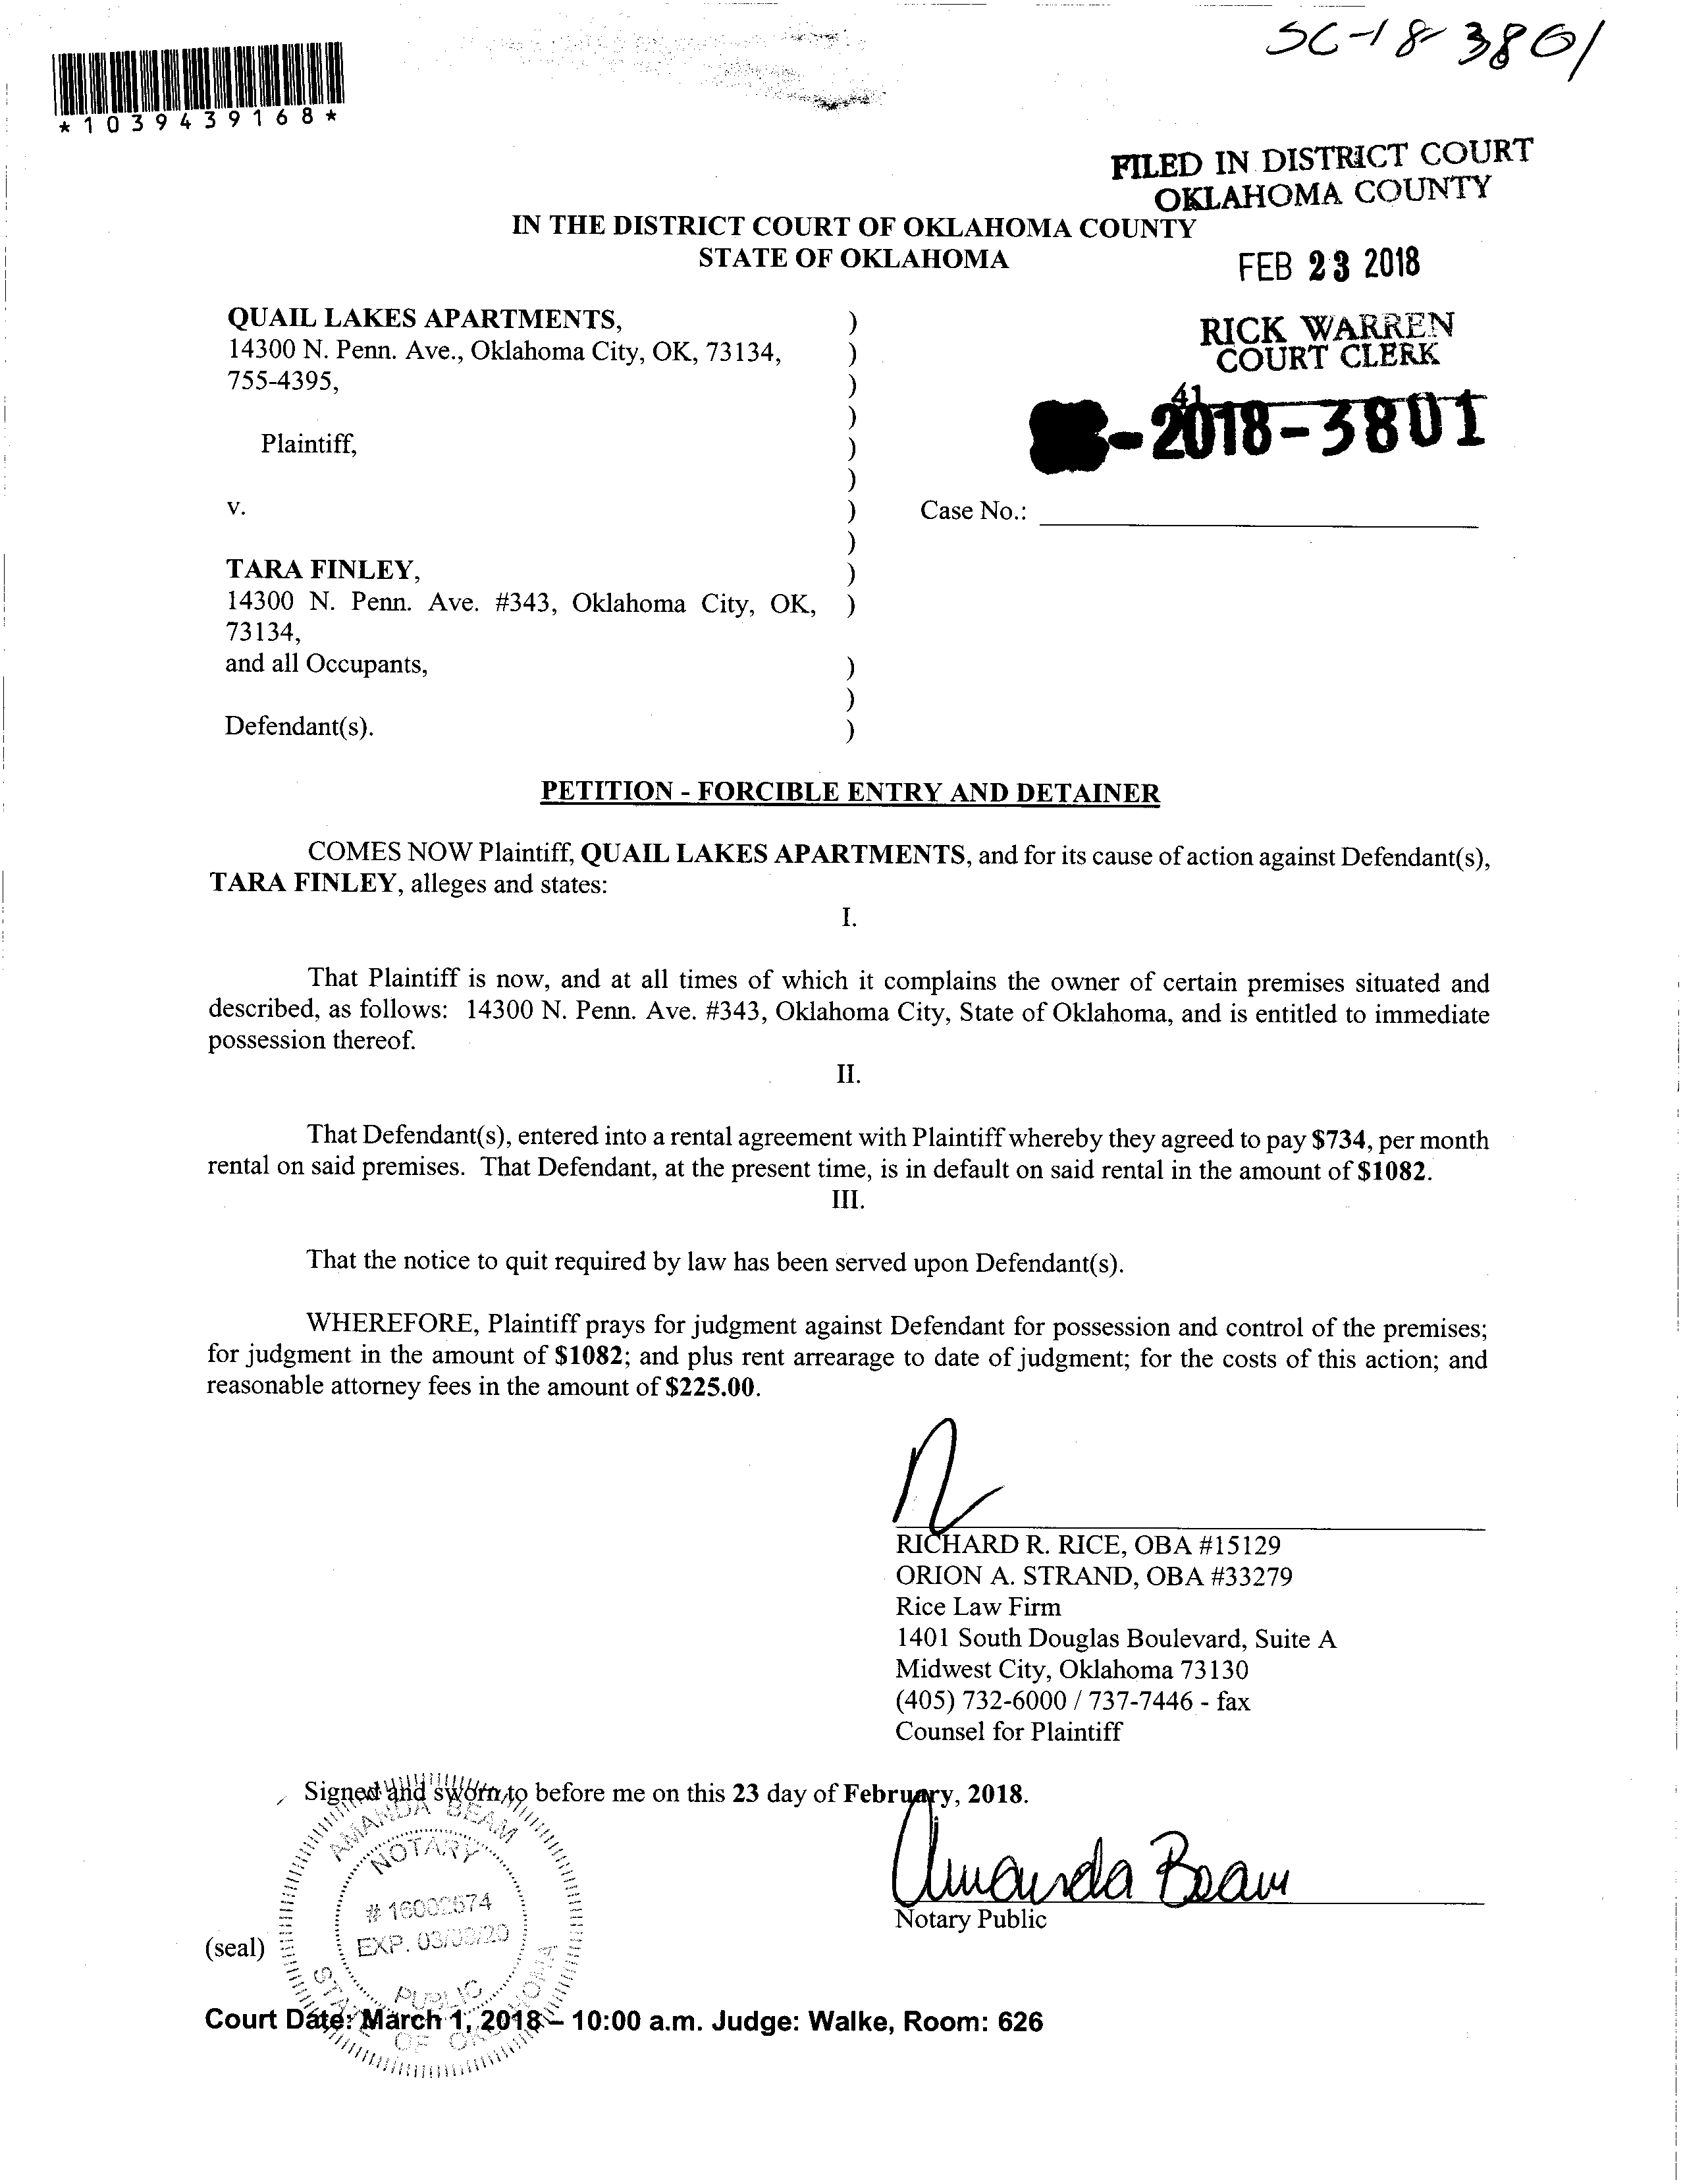 SC-18-3801
*1039439168*
FILED IN DISTRICT COURT
OKLAHOMA COUNTY
IN THE DISTRICT COURT OF OKLAHOMA COUNTY
STATE OF OKLAHOMA
FEB 23 2018
RICK WARREN
COURT CLERK
41
-2018-3801
QUAIL LAKES APARTMENTS, )
14300 N. Penn. Ave., Oklahoma City, OK, 73134, )
755-4395, )
)
Plaintiff, )
)
v. ) Case No.:
)
TARA FINLEY, )
14300 N. Penn. Ave. #343, Oklahoma City, OK, )
73134,
and all Occupants, )
)
Defendant(s). )
PETITION - FORCIBLE ENTRY AND DETAINER
COMES NOW Plaintiff, QUAIL LAKES APARTMENTS, and for its cause of action against Defendant(s),
TARA FINLEY, alleges and states:
I.
That Plaintiff is now, and at all times of which it complains the owner of certain premises situated and
described, as follows: 14300 N. Penn. Ave. #343, Oklahoma City, State of Oklahoma, and is entitled to immediate
possession thereof.
II.
That Defendant(s), entered into a rental agreement with Plaintiff whereby they agreed to pay $734, per month
rental on said premises. That Defendant, at the present time, is in default on said rental in the amount of $1082.
III.
That the notice to quit required by law has been served upon Defendant(s).
WHEREFORE, Plaintiff prays for judgment against Defendant for possession and control of the premises;
for judgment in the amount of $1082; and plus rent arrearage to date of judgment; for the costs of this action; and
reasonable attorney fees in the amount of $225.00.
RICHARD R. RICE, OBA #15129
ORION A. STRAND, OBA #33279
Rice Law Firm
1401 South Douglas Boulevard, Suite A
Midwest City, Oklahoma 73130
(405) 732-6000 / 737-7446 - fax
Counsel for Plaintiff
Signed and sworn to before me on this 23 day of February, 2018.
AMANDA BEAM
NOTARY
# 16002574
EXP.
PUBLIC
STATE OF OKLAHOMA
Amanda Beam
Notary Public
(seal)
Court Date: March 1, 2018 – 10:00 a.m. Judge: Walke, Room: 626